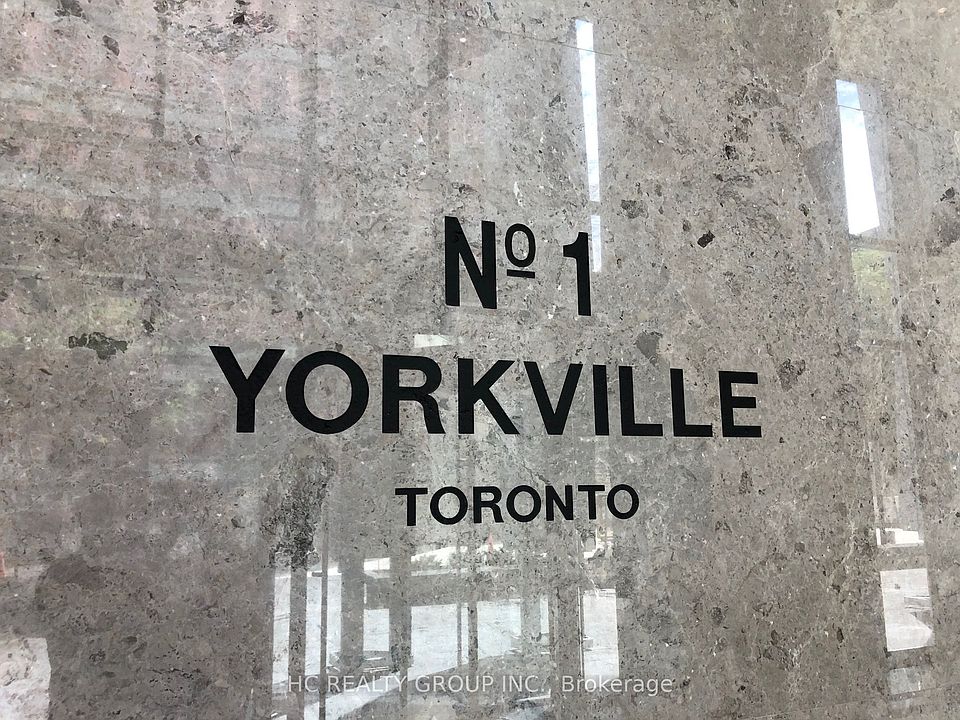 Nº 1
YORKVILLE
TORONTO
HC REALTY GROUP INC., Brokerage